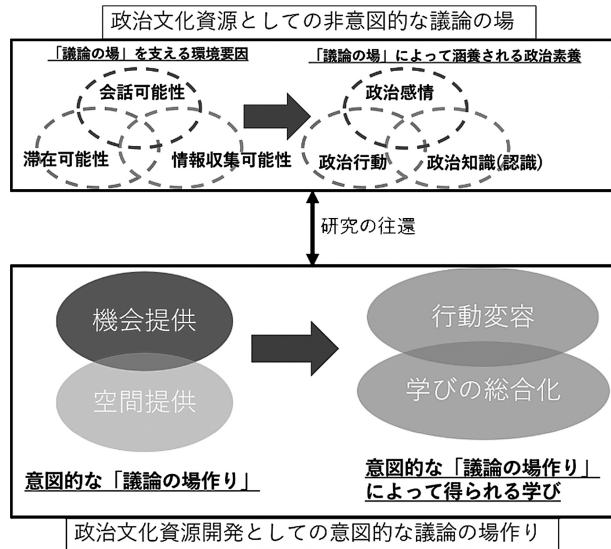 政治文化資源としての非意図的な議論の場
「議論の場」を支える環境要因
「議論の場」によって涵養される政治素養
会話可能性
滞在可能性
情報収集可能性
政治感情
政治行動
政治知識(認識)
研究の往還
機会提供
空間提供
行動変容
学びの総合化
意図的な「議論の場作り」
意図的な「議論の場作り」
によって得られる学び
政治文化資源開発としての意図的な議論の場作り